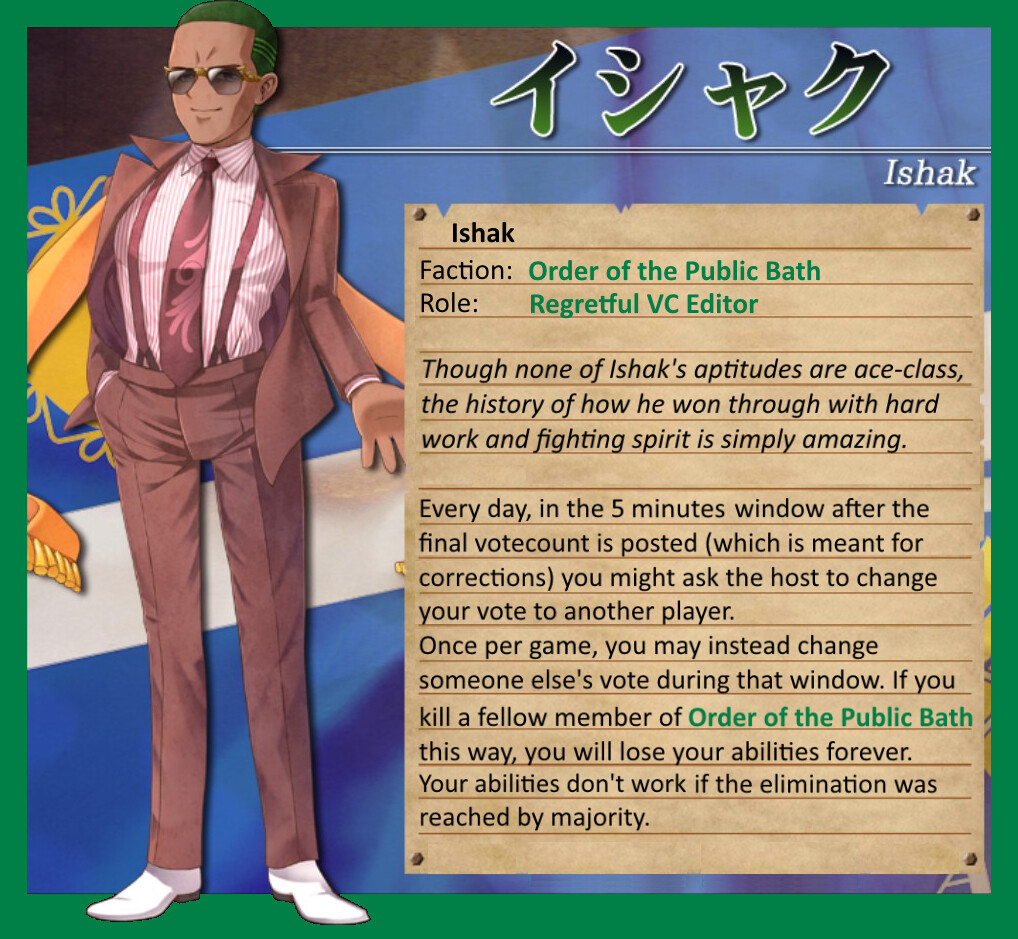 イシャク
Ishak
Ishak
Faction: Order of the Public Bath
Role: Regretful VC Editor
Though none of Ishak's aptitudes are ace-class,
the history of how he won through with hard
work and fighting spirit is simply amazing.
Every day, in the 5 minutes window after the
final votecount is posted (which is meant for
corrections) you might ask the host to change
your vote to another player.
Once per game, you may instead change
someone else's vote during that window. If you
kill a fellow member of Order of the Public Bath
this way, you will lose your abilities forever.
Your abilities don't work if the elimination was
reached by majority.